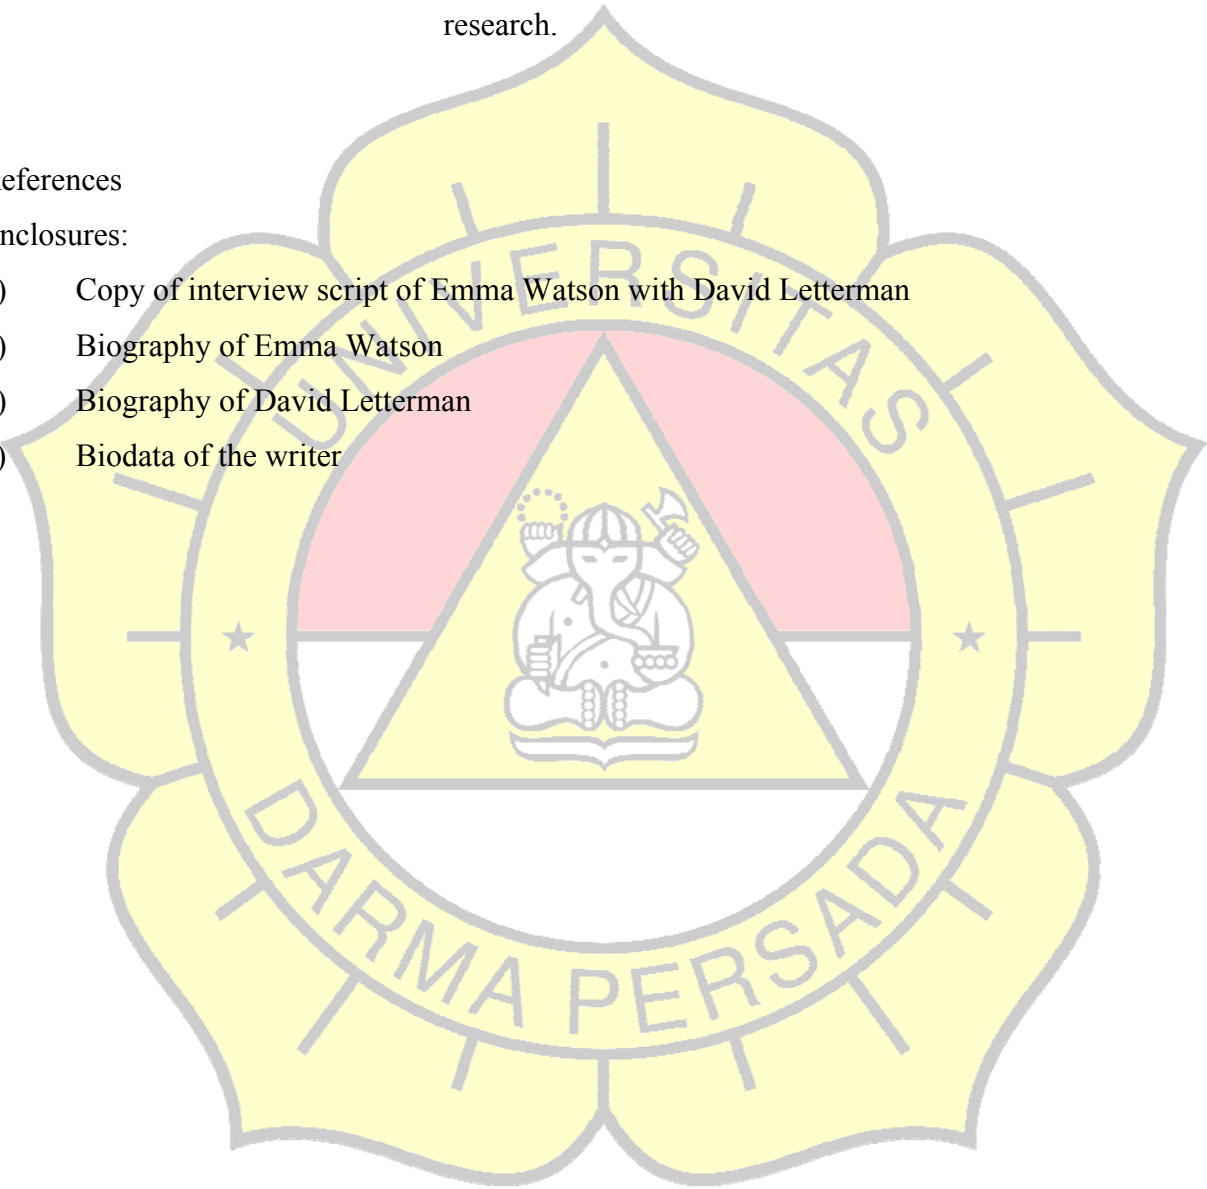 research.
eferences
nclosures:
) Copy of interview script of Emma Watson with David Letterman
) Biography of Emma Watson
) Biography of David Letterman
) Biodata of the writer
UNIVERSITAS
DARMA PERSADA